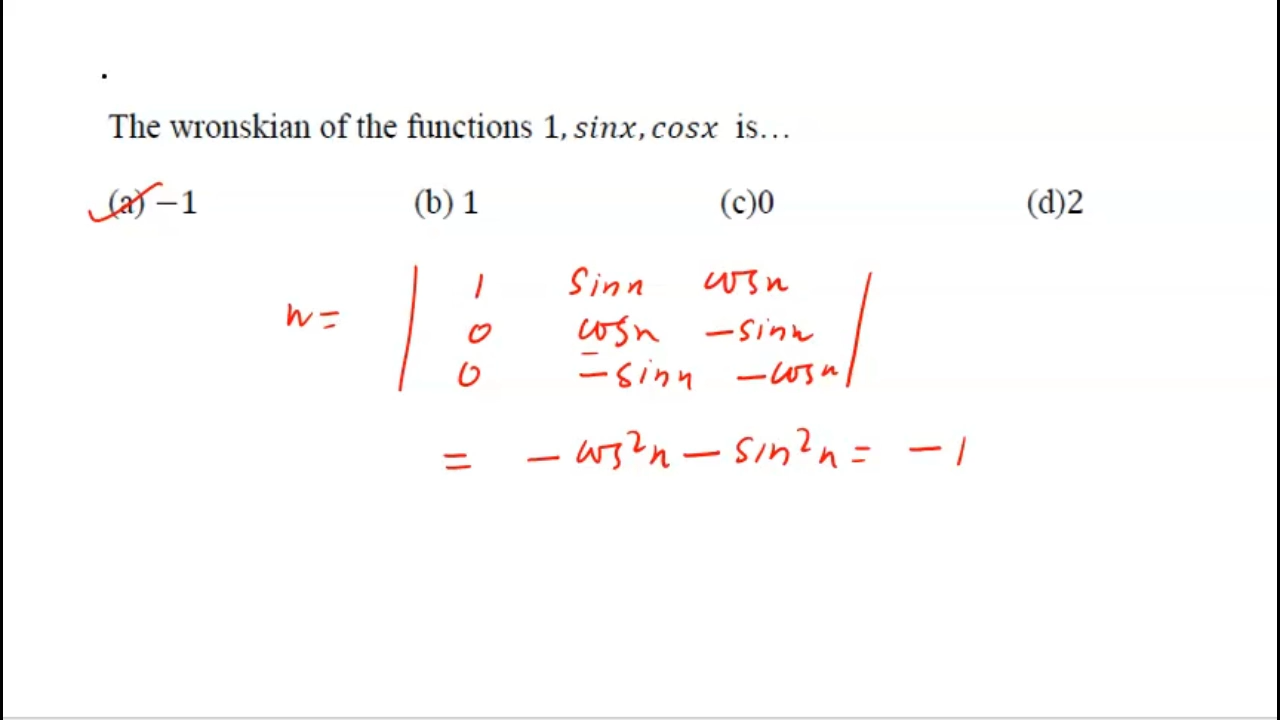 The wronskian of the functions 1, sinx, cosx is...
(a) −1 (b) 1 (c)0 (d)2
w = | 1 sinx cosx |
0 cosx −sinx
0 −sinx −cosx
= − cos²x − sin²x = − 1